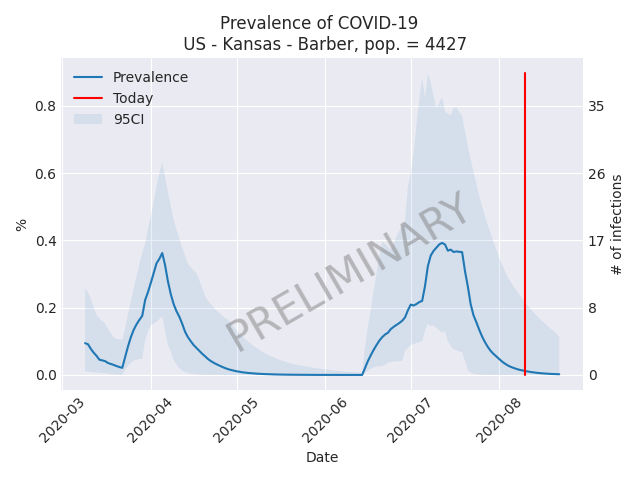 Prevalence of COVID-19
US - Kansas - Barber, pop. = 4427
Prevalence
Today
95CI
PRELIMINARY
%
0.8
0.6
0.4
0.2
0.0
35
26
17
8
0
# of infections
2020-03
2020-04
2020-05
2020-06
2020-07
2020-08
Date